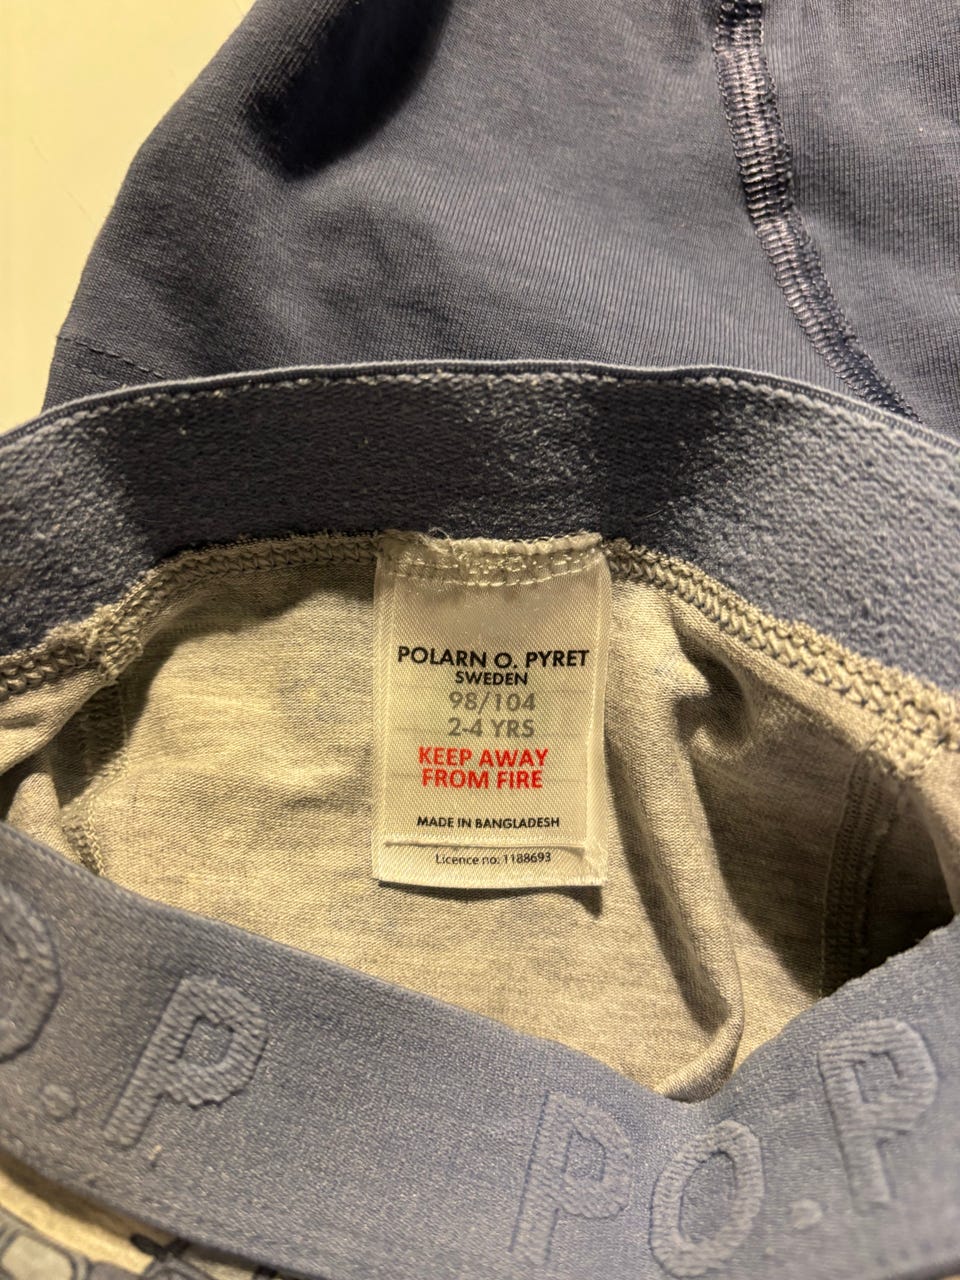 POLARN O. PYRET
SWEDEN
98/104
2-4 YRS
KEEP AWAY
FROM FIRE
MADE IN BANGLADESH
Licence no: 1188693
O.P
PO.P